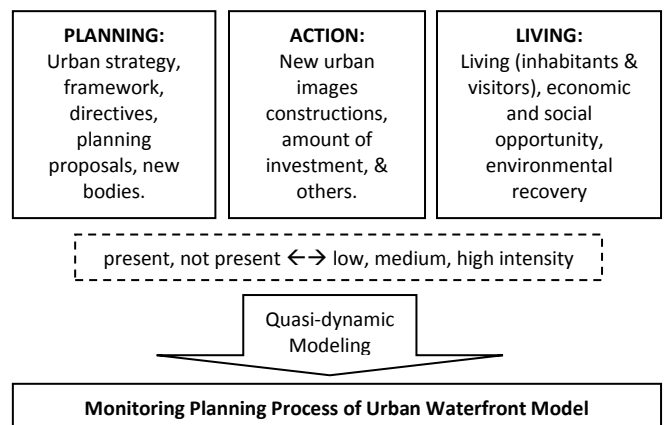 PLANNING:
Urban strategy,
framework,
directives,
planning
proposals, new
bodies.
ACTION:
New urban
images
constructions,
amount of
investment, &
others.
LIVING:
Living (inhabitants &
visitors), economic
and social
opportunity,
environmental
recovery
present, not present ←→ low, medium, high intensity
Quasi-dynamic
Modeling
Monitoring Planning Process of Urban Waterfront Model